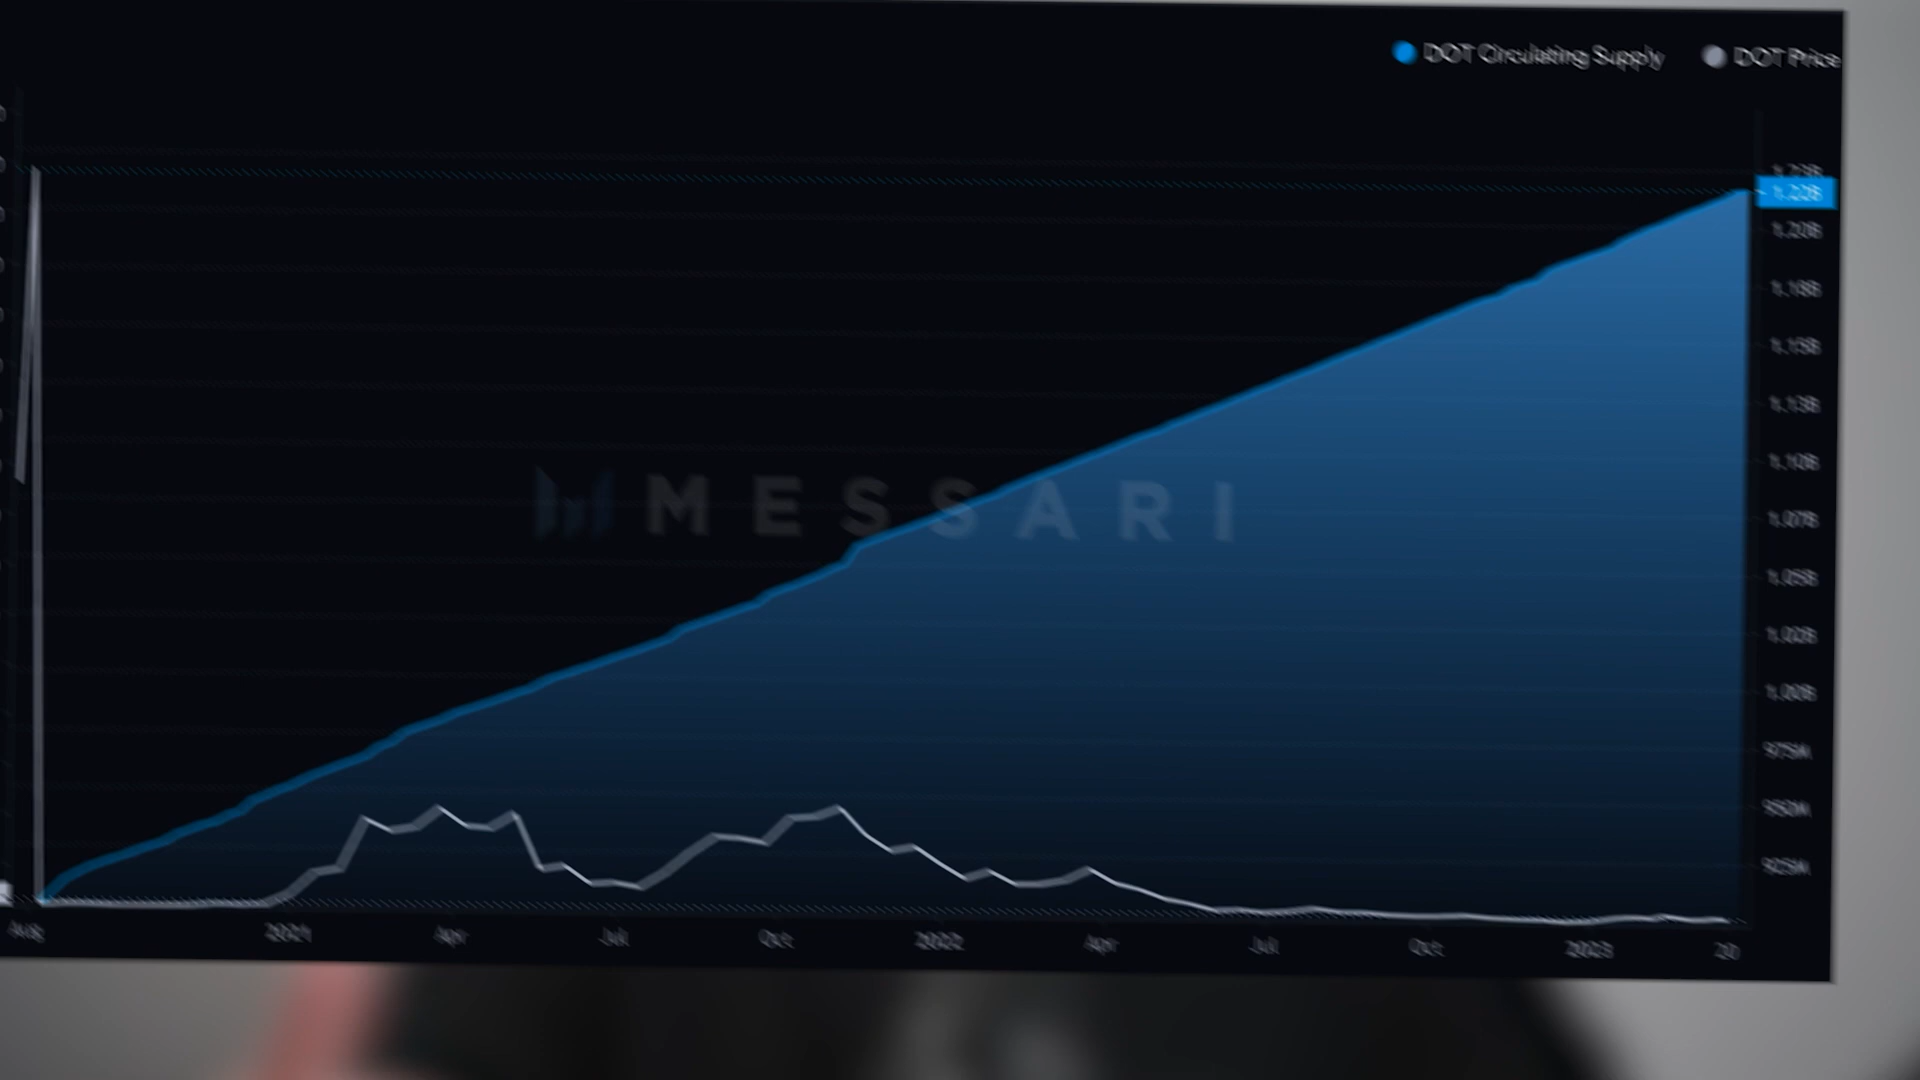 DOT Circulating Supply DOT Price
1.22B
1.20B
1.18B
1.15B
1.13B
1.10B
MESSARI
1.07B
1.05B
1.02B
1.00B
975M
950M
925M
Aug 2021 Apr Jul Oct 2022 Apr Jul Oct 2023 20